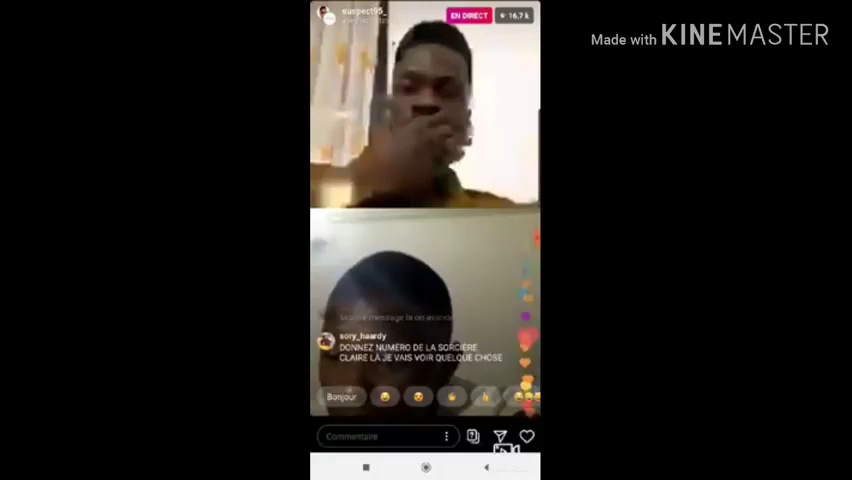 suspect95_
EN DIRECT
16,7 k
Made with KINEMASTER
sory_haardy
DONNEZ NUMÉRO DE LA SORCIÈRE
CLAIRE LÀ JE VAIS VOIR QUELQUE CHOSE
Bonjour
Commentaire